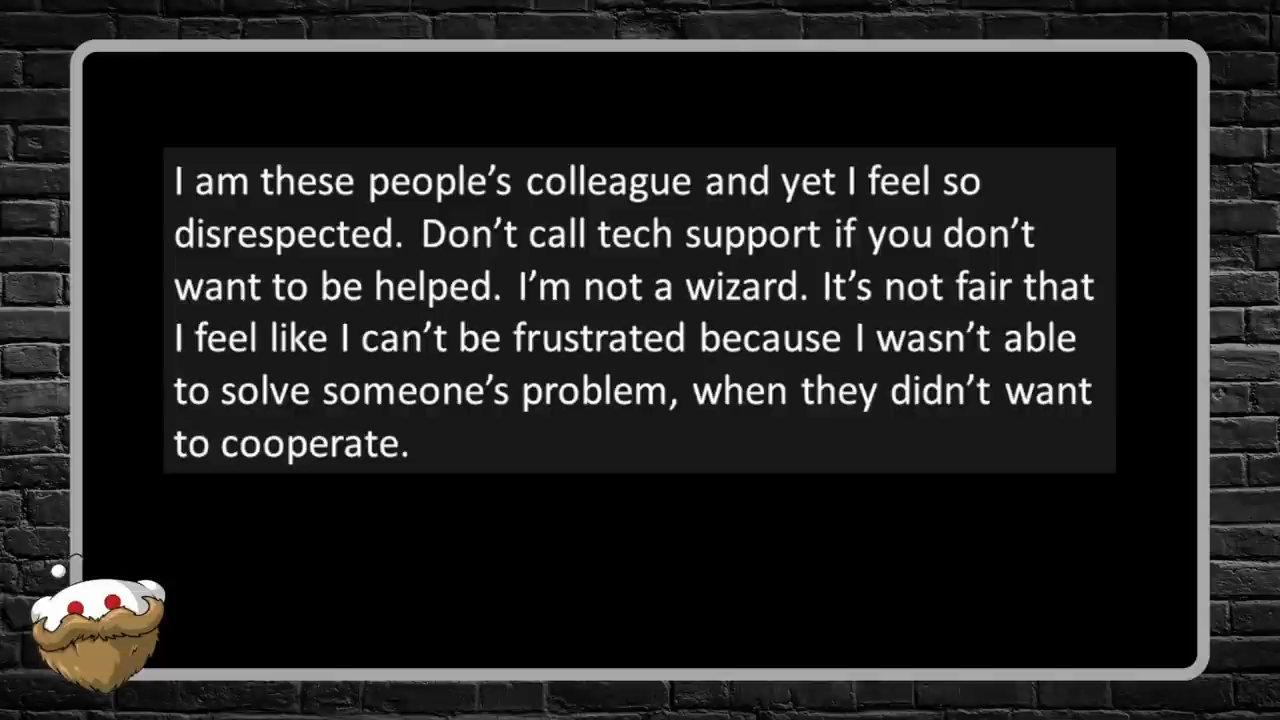 I am these people’s colleague and yet I feel so
disrespected. Don’t call tech support if you don’t
want to be helped. I’m not a wizard. It’s not fair that
I feel like I can’t be frustrated because I wasn’t able
to solve someone’s problem, when they didn’t want
to cooperate.